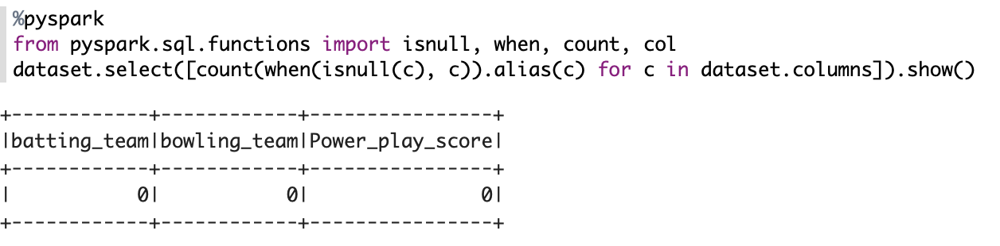 %pyspark
from pyspark.sql.functions import isnull, when, count, col
dataset.select([count(when(isnull(c), c)).alias(c) for c in dataset.columns]).show()
+------------+------------+----------------+
|batting_team|bowling_team|Power_play_score|
+------------+------------+----------------+
|           0|           0|               0|
+------------+------------+----------------+